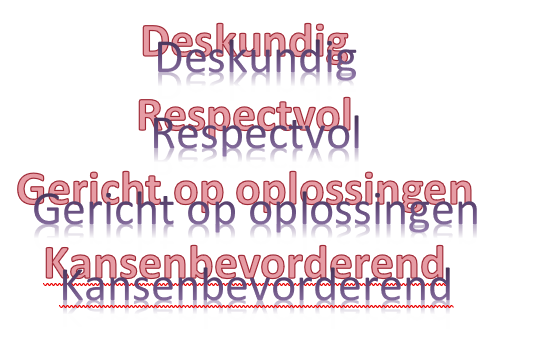 Deskundig
Deskundig
Respectvol
Respectvol
Gericht op oplossingen
Gericht op oplossingen
Kansenbevorderend
Kansenbevorderend